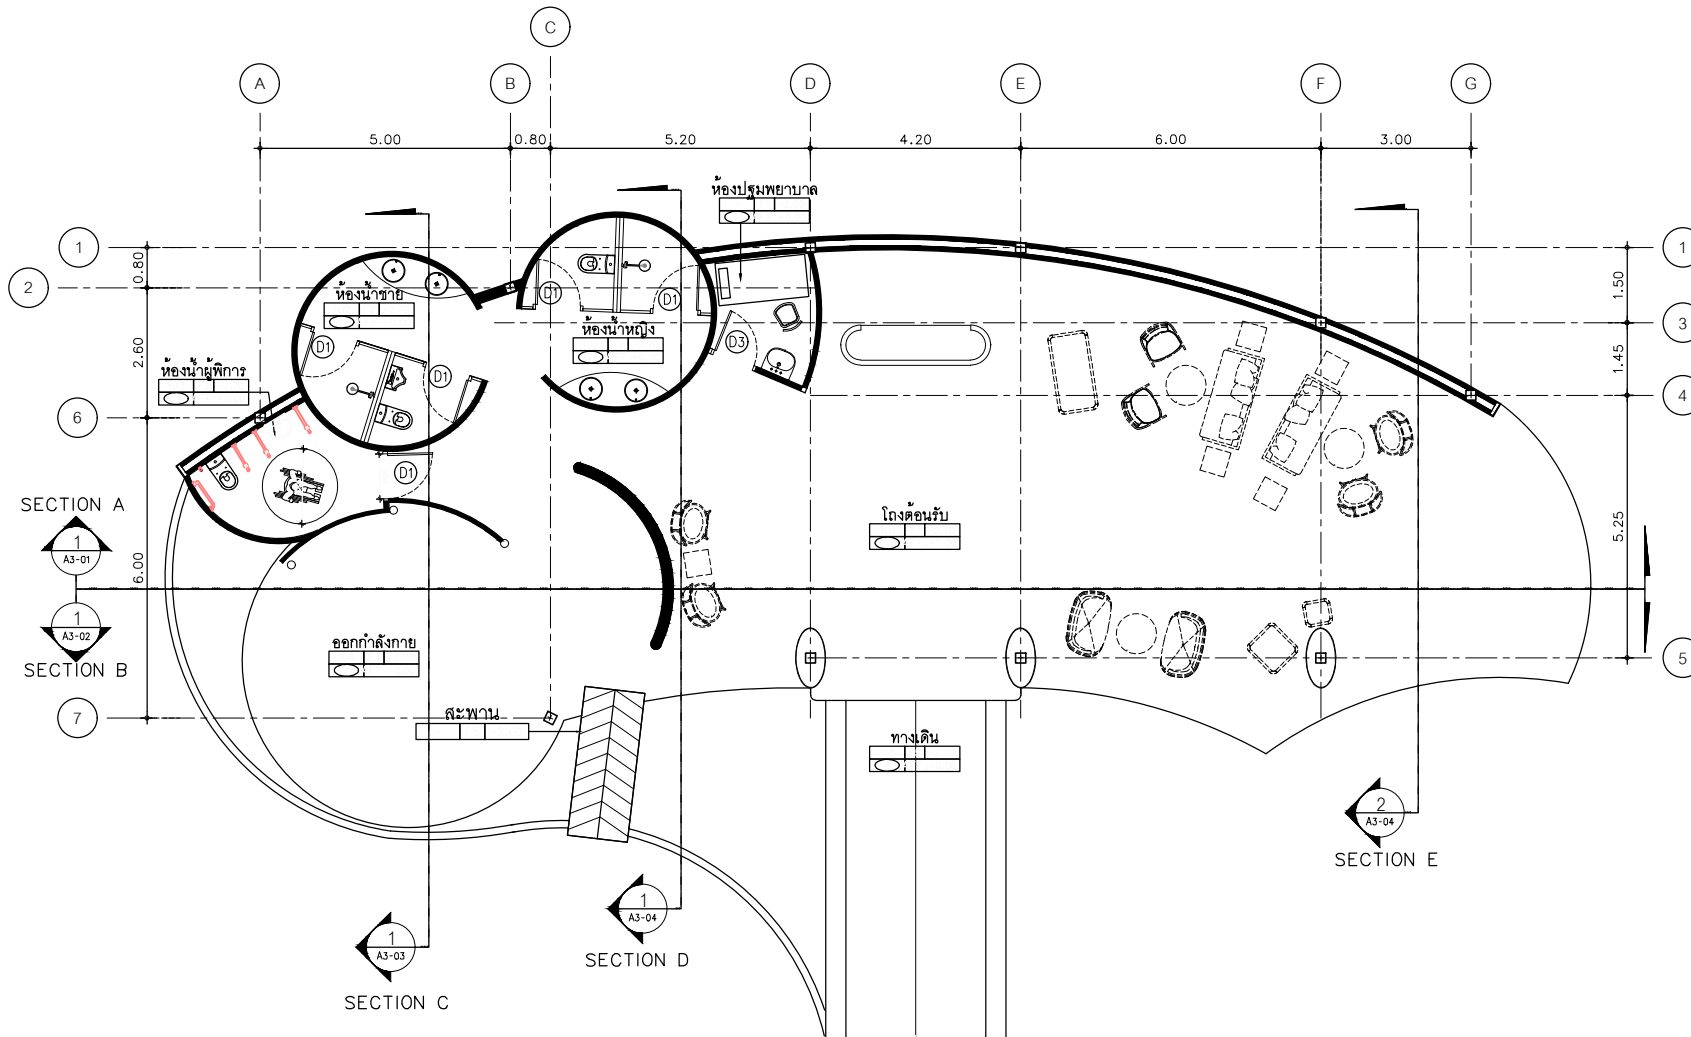 C
A B D E F G
5.00 0.80 5.20 4.20 6.00 3.00
ห้องปฐมพยาบาล
1 1
0.80
2
1.50
ห้องน้ำชาย
D1 D1
3
ห้องน้ำหญิง
D1 D3
2.60
1.45
ห้องน้ำผู้พิการ
D1
4
6
D1
SECTION A
1
A3-01
โถงต้อนรับ
5.25
6.00
1
A3-02
SECTION B
ออกกำลังกาย
5
7
สะพาน
ทางเดิน
2
A3-04
SECTION E
1
A3-04
SECTION D
1
A3-03
SECTION C